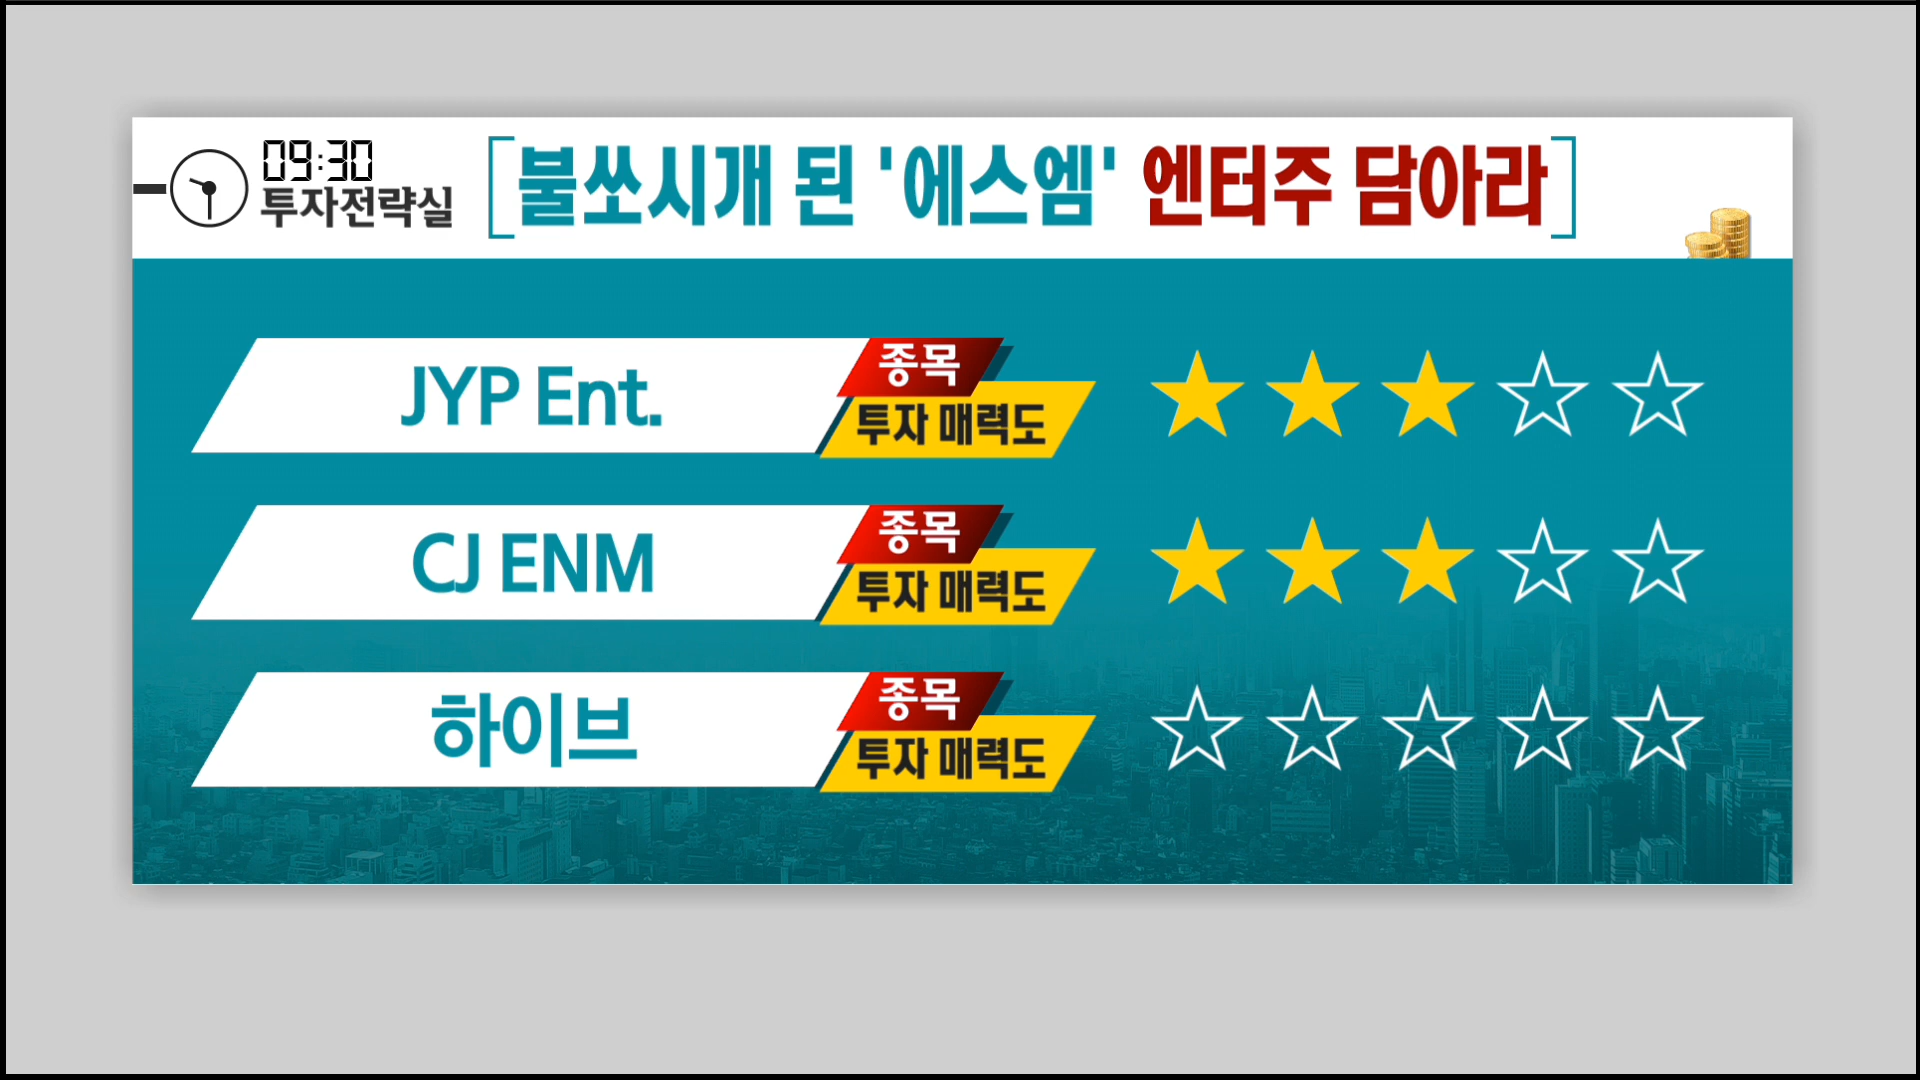 09:30
투자전략실
[불쏘시개 된 '에스엠' 엔터주 담아라]
JYP Ent.
종목
투자 매력도
★★★☆☆
CJ ENM
종목
투자 매력도
★★★☆☆
하이브
종목
투자 매력도
☆☆☆☆☆